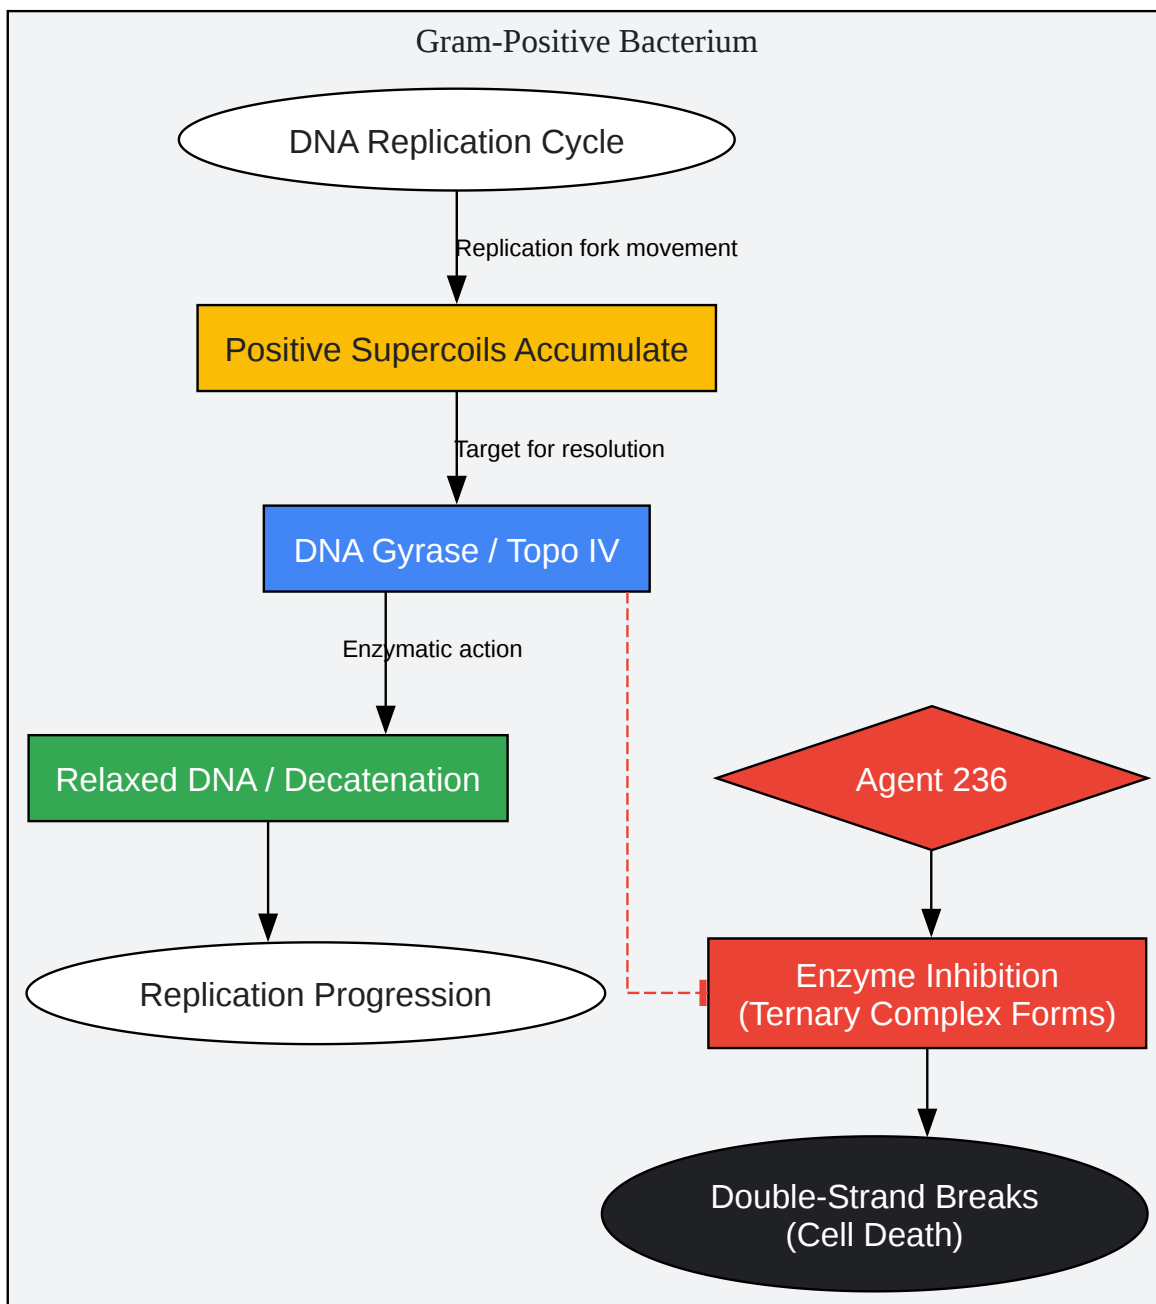 Gram-Positive Bacterium
DNA Replication Cycle
Replication fork movement
Positive Supercoils Accumulate
Target for resolution
DNA Gyrase / Topo IV
Enzymatic action
Relaxed DNA / Decatenation
Agent 236
Replication Progression
Enzyme Inhibition
(Ternary Complex Forms)
Double-Strand Breaks
(Cell Death)